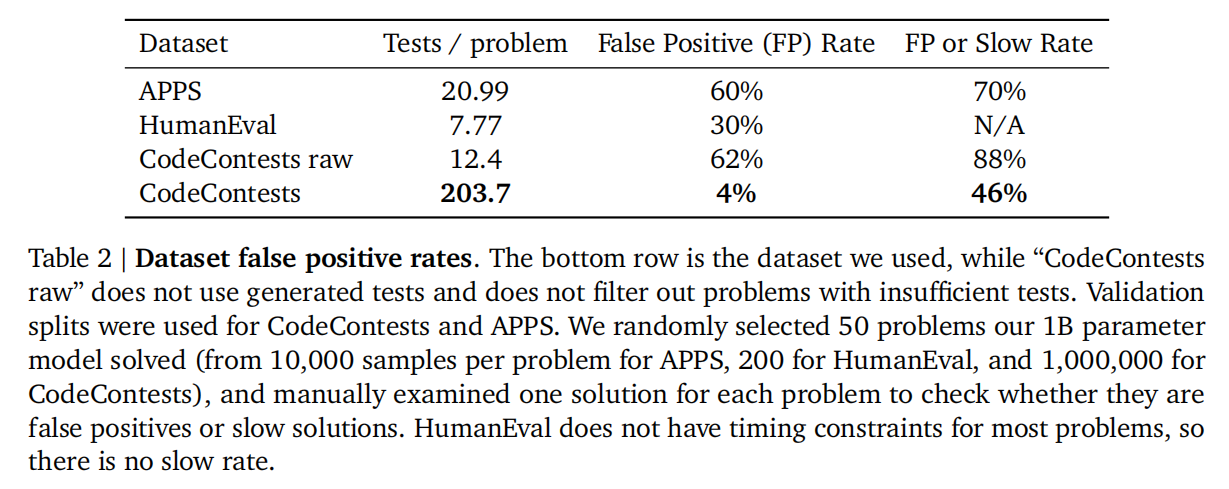 Dataset Tests / problem False Positive (FP) Rate FP or Slow Rate
APPS 20.99 60% 70%
HumanEval 7.77 30% N/A
CodeContests raw 12.4 62% 88%
CodeContests 203.7 4% 46%
Table 2 | Dataset false positive rates. The bottom row is the dataset we used, while “CodeContests
raw” does not use generated tests and does not filter out problems with insufficient tests. Validation
splits were used for CodeContests and APPS. We randomly selected 50 problems our 1B parameter
model solved (from 10,000 samples per problem for APPS, 200 for HumanEval, and 1,000,000 for
CodeContests), and manually examined one solution for each problem to check whether they are
false positives or slow solutions. HumanEval does not have timing constraints for most problems, so
there is no slow rate.